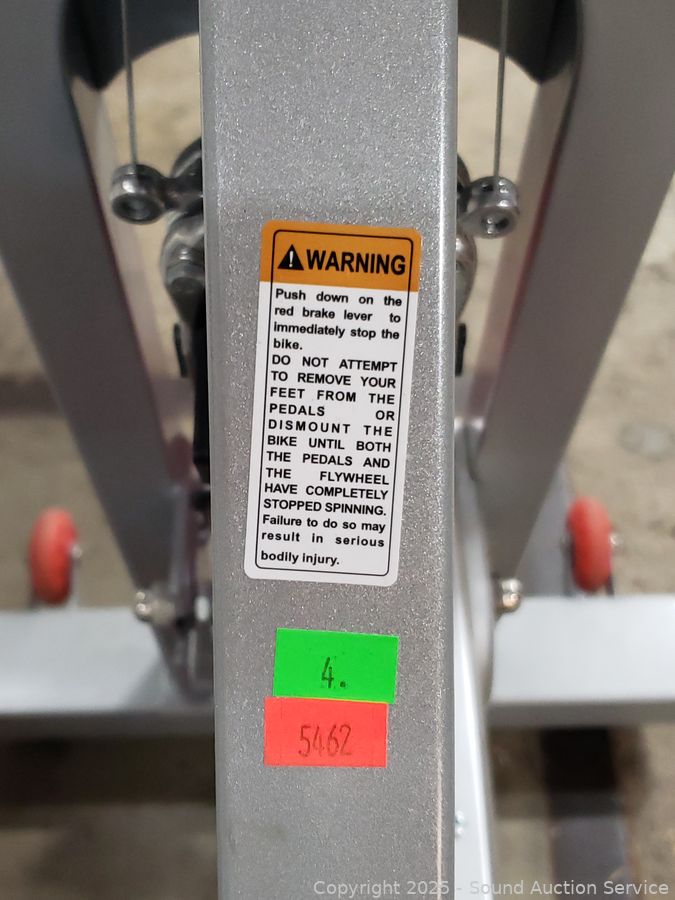 WARNING
Push down on the
red brake lever to
immediately stop the
bike.
DO NOT ATTEMPT
TO REMOVE YOUR
FEET FROM THE
PEDALS OR
DISMOUNT THE
BIKE UNTIL BOTH
THE PEDALS AND
THE FLYWHEEL
HAVE COMPLETELY
STOPPED SPINNING.
Failure to do so may
result in serious
bodily injury.
4.
5462
Copyright 2025 - Sound Auction Service